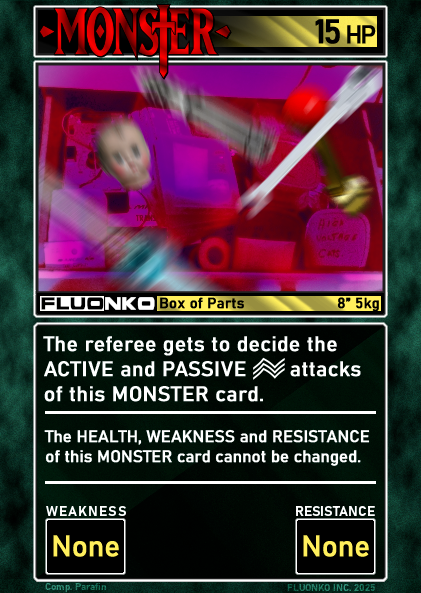 MONSTER
15 HP
FLUONKO Box of Parts 8” 5kg
The referee gets to decide the
ACTIVE and PASSIVE attacks
of this MONSTER card.
The HEALTH, WEAKNESS and RESISTANCE
of this MONSTER card cannot be changed.
WEAKNESS RESISTANCE
None None
Comp. Parafin FLUONKO INC. 2025